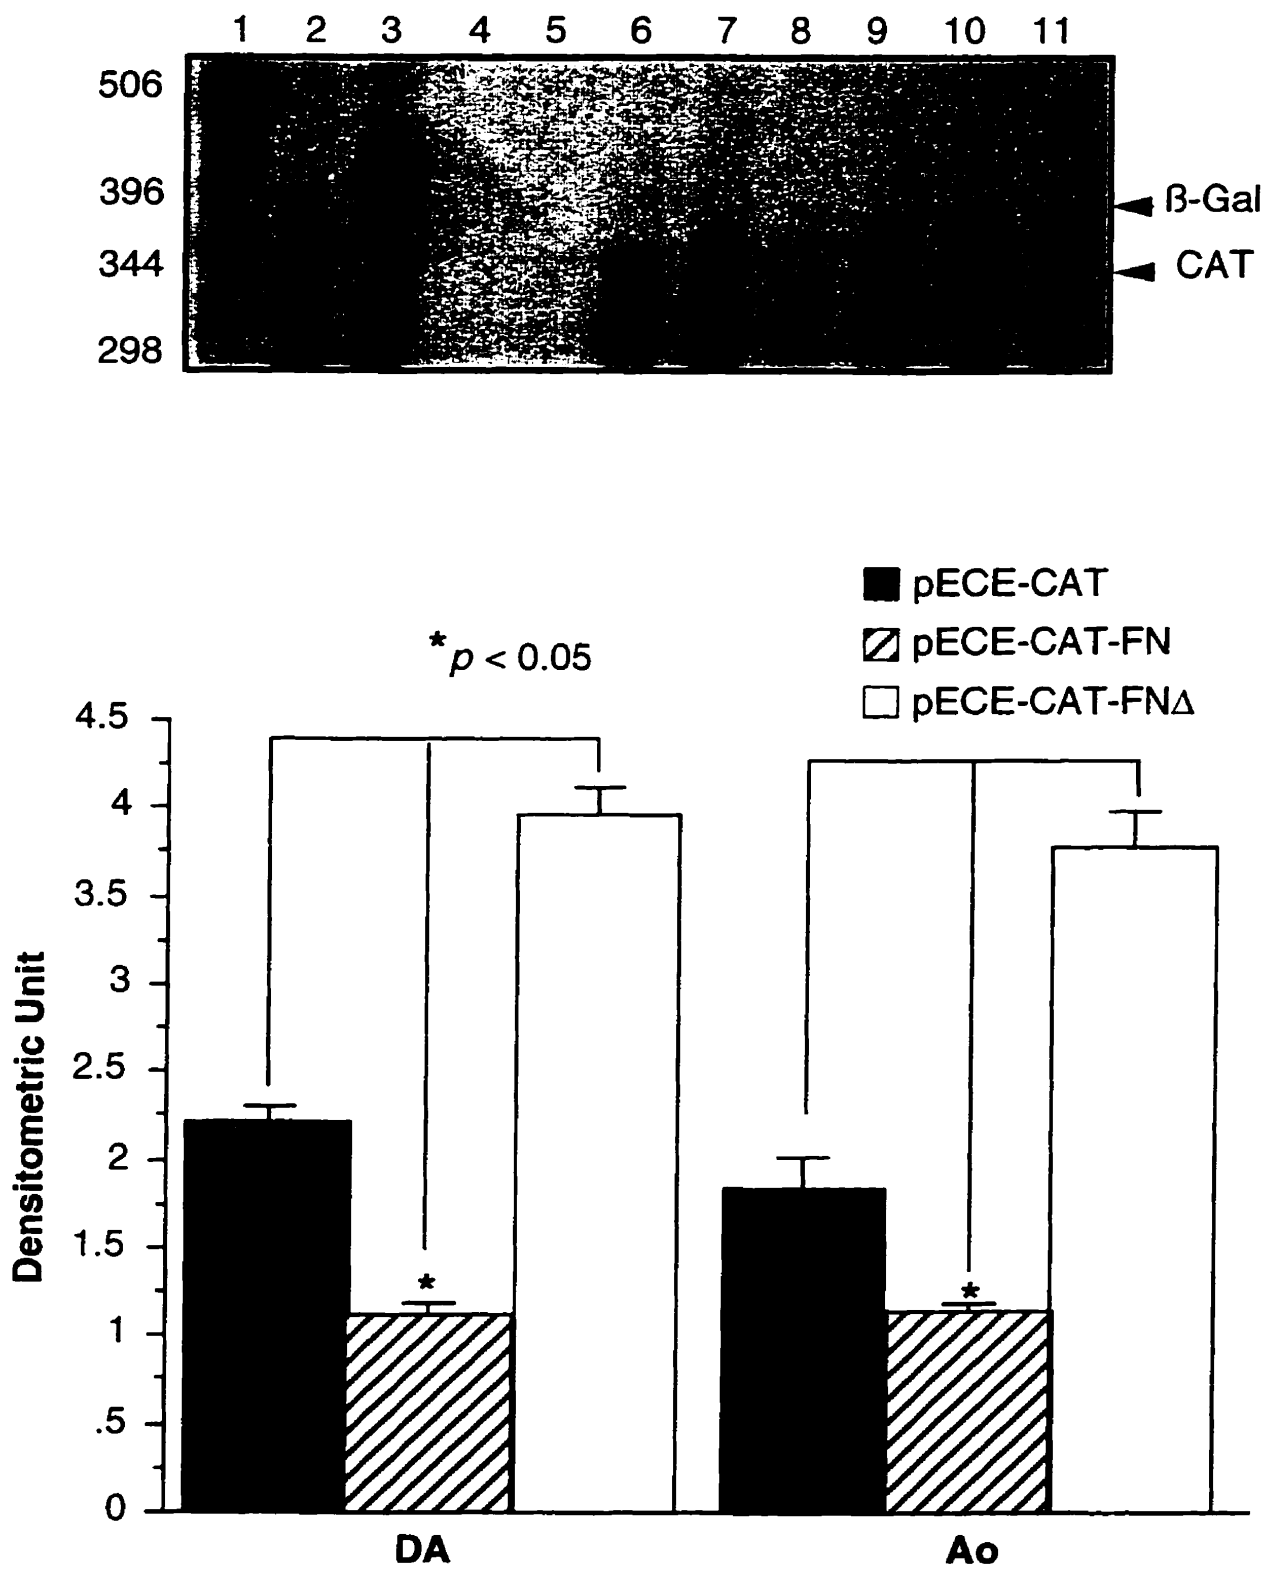 1 2 3 4 5 6 7 8 9 10 11
506
396
ß-Gal
344
CAT
298
pECE-CAT
pECE-CAT-FN
pECE-CAT-FNΔ
*p < 0.05
4.5
4
3.5
3
2.5
2
1.5
1
.5
0
Densitometric Unit
*
*
DA
Ao